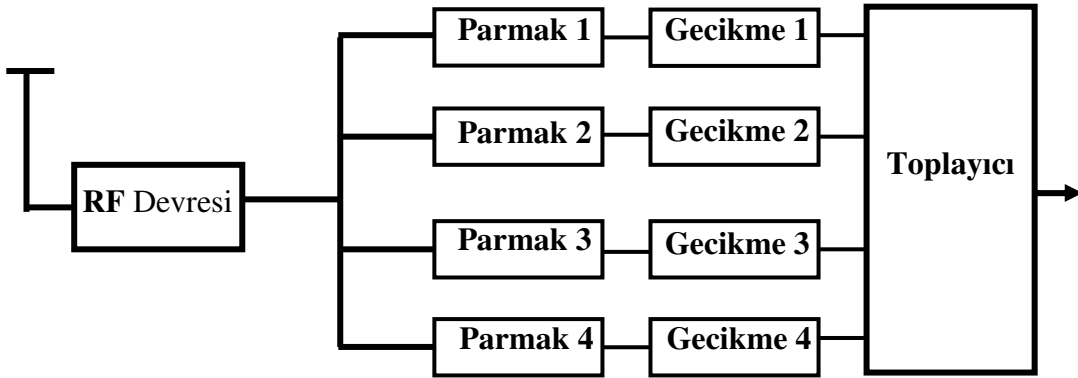 Parmak 1
Gecikme 1
Parmak 2
Gecikme 2
Toplayıcı
RF Devresi
Parmak 3
Gecikme 3
Parmak 4
Gecikme 4